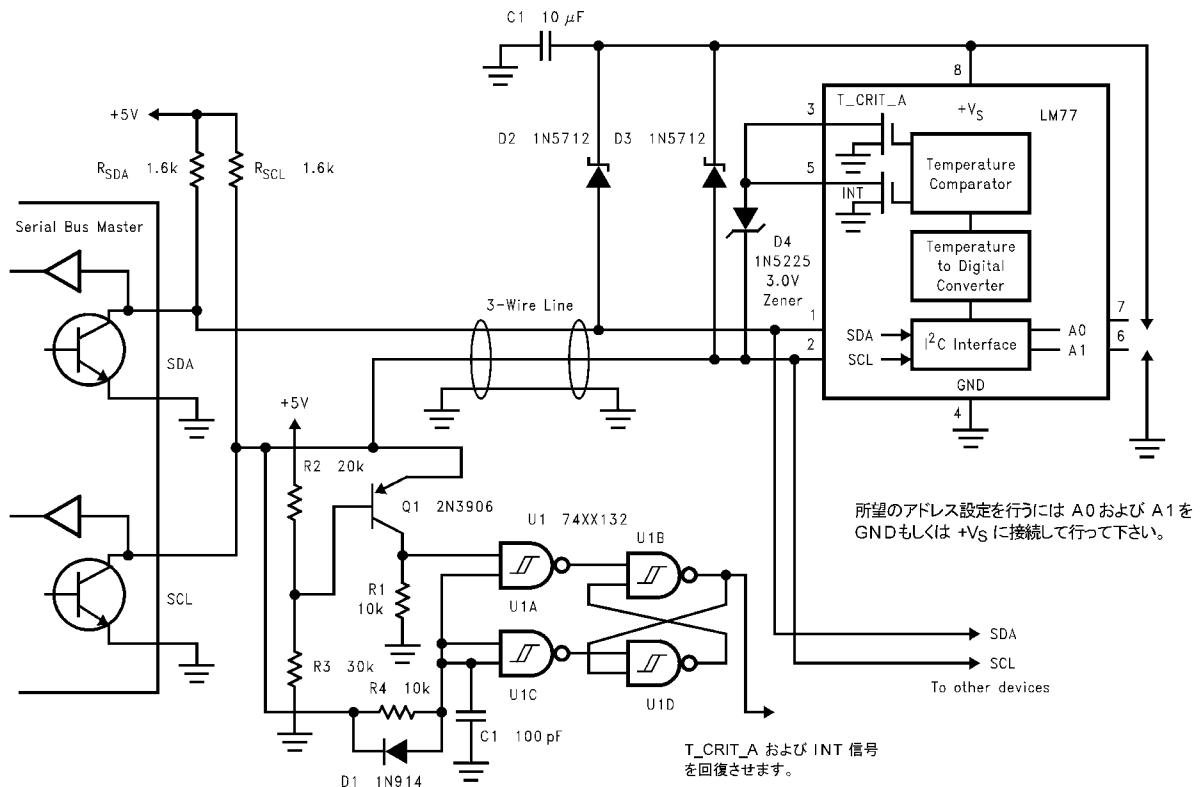 C1 10 μF
+5V
RSDA 1.6k
RSCL 1.6k
D2 1N5712
D3 1N5712
8
3
T_CRIT_A
+VS
LM77
5
INT
Temperature
Comparator
D4
1N5225
3.0V
Zener
Temperature
to Digital
Converter
Serial Bus Master
3-Wire Line
1
2
SDA
SCL
I2C Interface
A0
A1
7
6
GND
4
SDA
+5V
R2 20k
Q1 2N3906
所望のアドレス設定を行うには A0 および A1 を
GND もしくは +VS に接続して行って下さい。
U1 74XX132
U1B
R1
10k
U1A
SCL
R3 30k
U1C
U1D
R4 10k
C1 100 pF
D1 1N914
SDA
SCL
To other devices
T_CRIT_A および INT 信号
を回復させます。